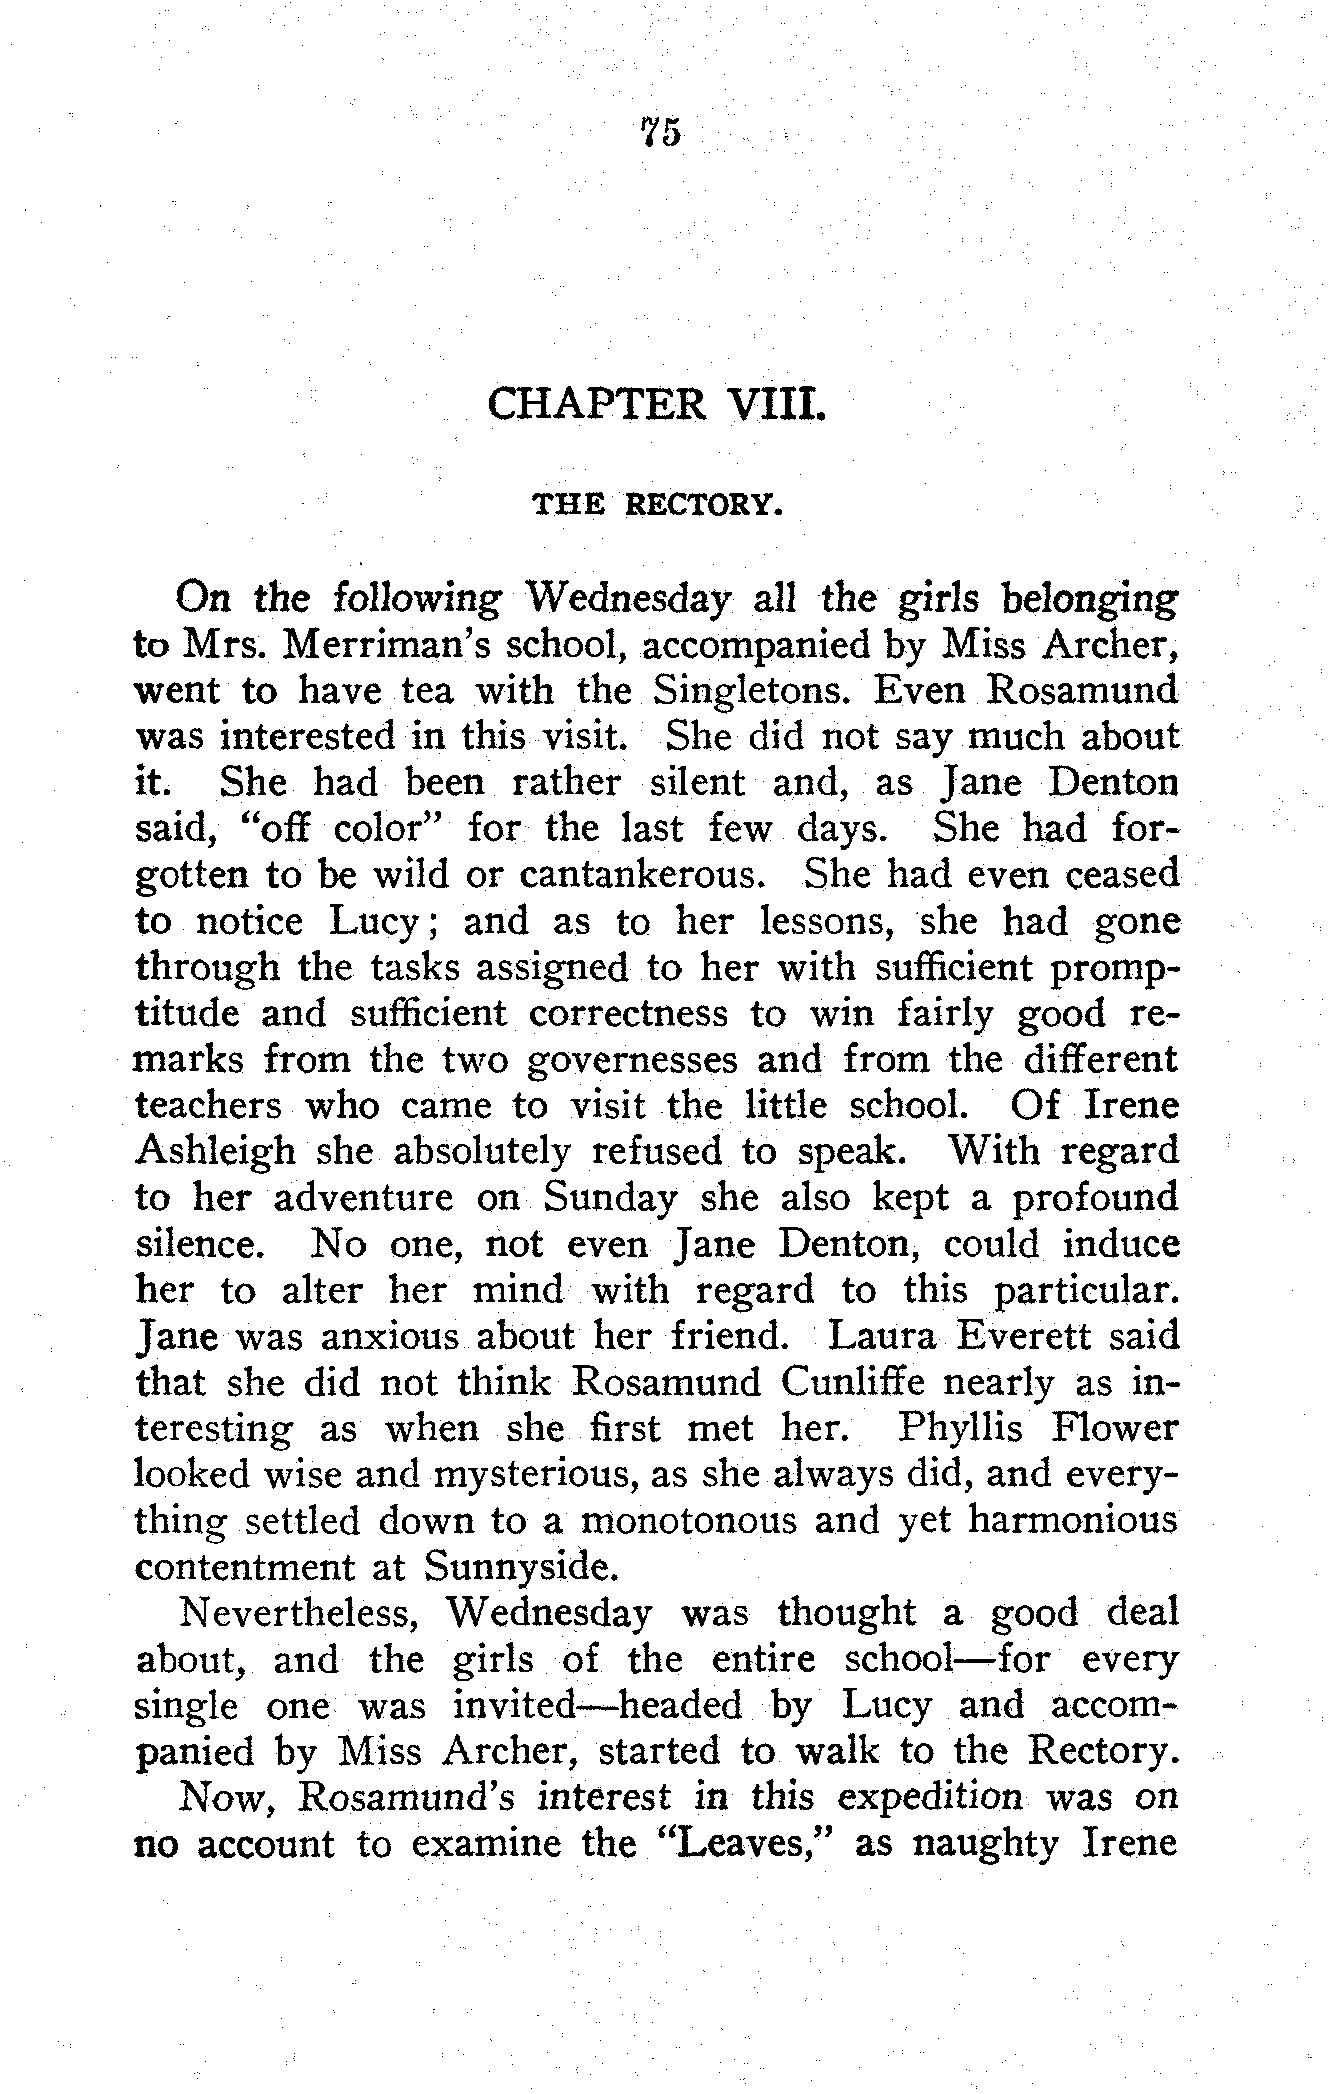 75
CHAPTER VIII.
THE RECTORY.
On the following Wednesday all the girls belonging
to Mrs. Merriman's school, accompanied by Miss Archer,
went to have tea with the Singletons. Even Rosamund
was interested in this visit. She did not say much about
it. She had been rather silent and, as Jane Denton
said, “off color” for the last few days. She had for-
gotten to be wild or cantankerous. She had even ceased
to notice Lucy; and as to her lessons, she had gone
through the tasks assigned to her with sufficient promp-
titude and sufficient correctness to win fairly good re-
marks from the two governesses and from the different
teachers who came to visit the little school. Of Irene
Ashleigh she absolutely refused to speak. With regard
to her adventure on Sunday she also kept a profound
silence. No one, not even Jane Denton, could induce
her to alter her mind with regard to this particular.
Jane was anxious about her friend. Laura Everett said
that she did not think Rosamund Cunliffe nearly as in-
teresting as when she first met her. Phyllis Flower
looked wise and mysterious, as she always did, and every-
thing settled down to a monotonous and yet harmonious
contentment at Sunnyside.
Nevertheless, Wednesday was thought a good deal
about, and the girls of the entire school—for every
single one was invited—headed by Lucy and accom-
panied by Miss Archer, started to walk to the Rectory.
Now, Rosamund's interest in this expedition was on
no account to examine the “Leaves,” as naughty Irene